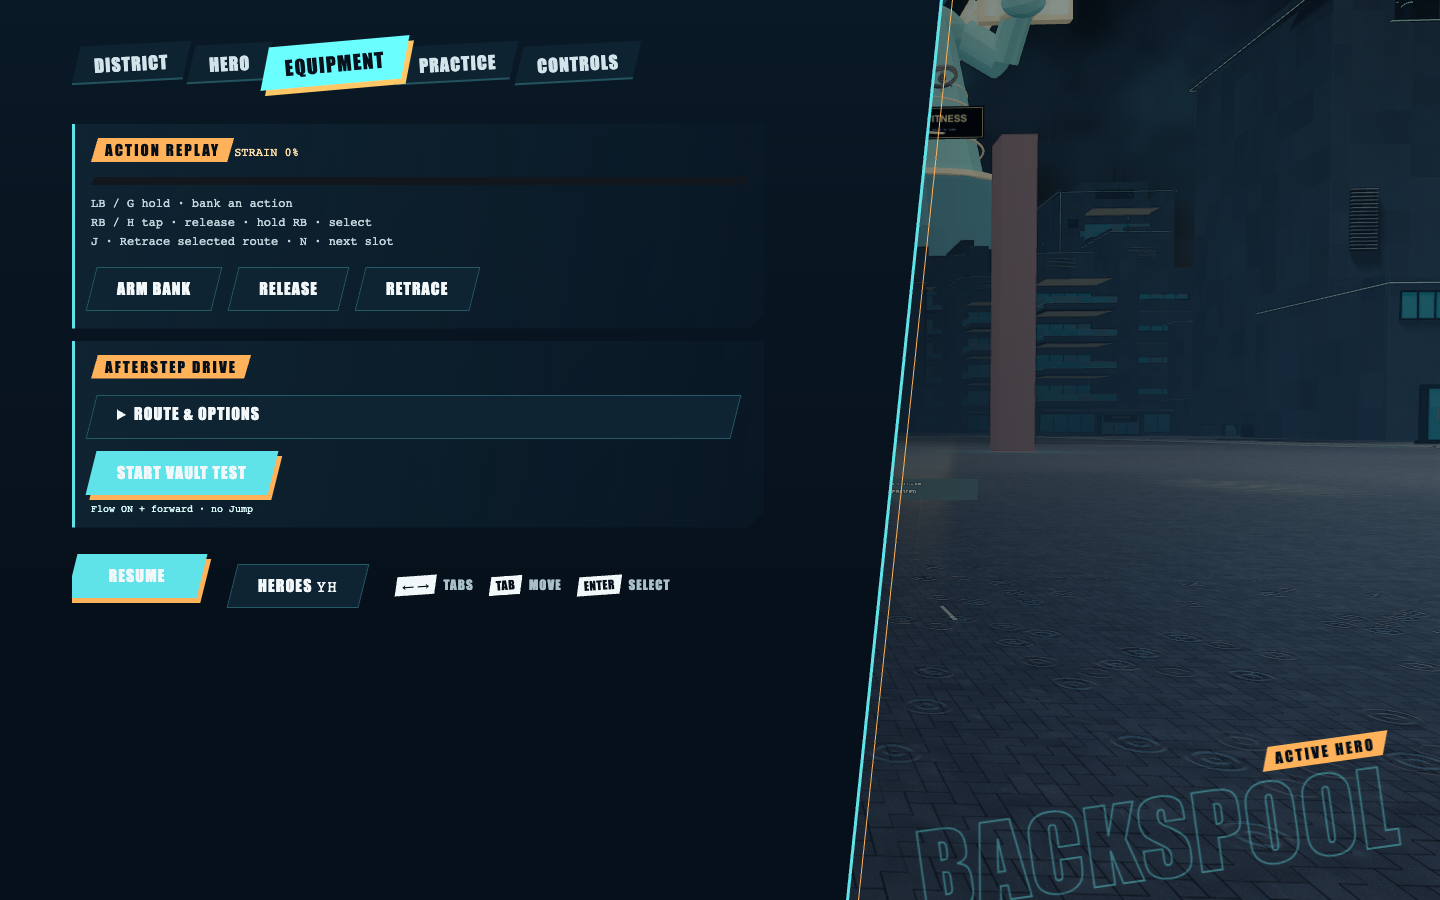 DISTRICT
HERO
EQUIPMENT
PRACTICE
CONTROLS
ACTION REPLAY STRAIN 0%
LB / G hold · bank an action
RB / H tap · release · hold RB · select
J · Retrace selected route · N · next slot
ARM BANK
RELEASE
RETRACE
AFTERSTEP DRIVE
▶ ROUTE & OPTIONS
START VAULT TEST
Flow ON + forward · no Jump
RESUME
HEROES YH
←→ TABS
TAB MOVE
ENTER SELECT
ACTIVE HERO
BACKSPOOL